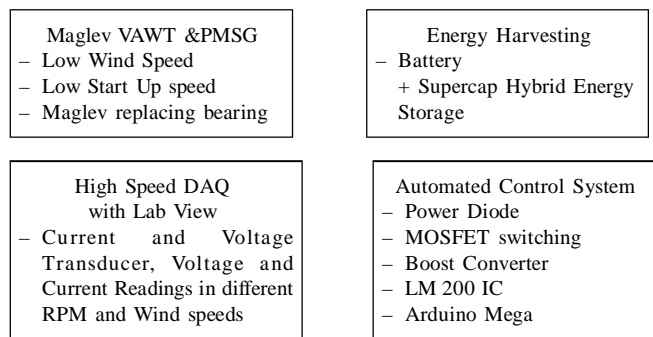 Maglev VAWT &PMSG
– Low Wind Speed
– Low Start Up speed
– Maglev replacing bearing
Energy Harvesting
– Battery
+ Supercap Hybrid Energy
Storage
High Speed DAQ
with Lab View
– Current and Voltage
Transducer, Voltage and
Current Readings in different
RPM and Wind speeds
Automated Control System
– Power Diode
– MOSFET switching
– Boost Converter
– LM 200 IC
– Arduino Mega